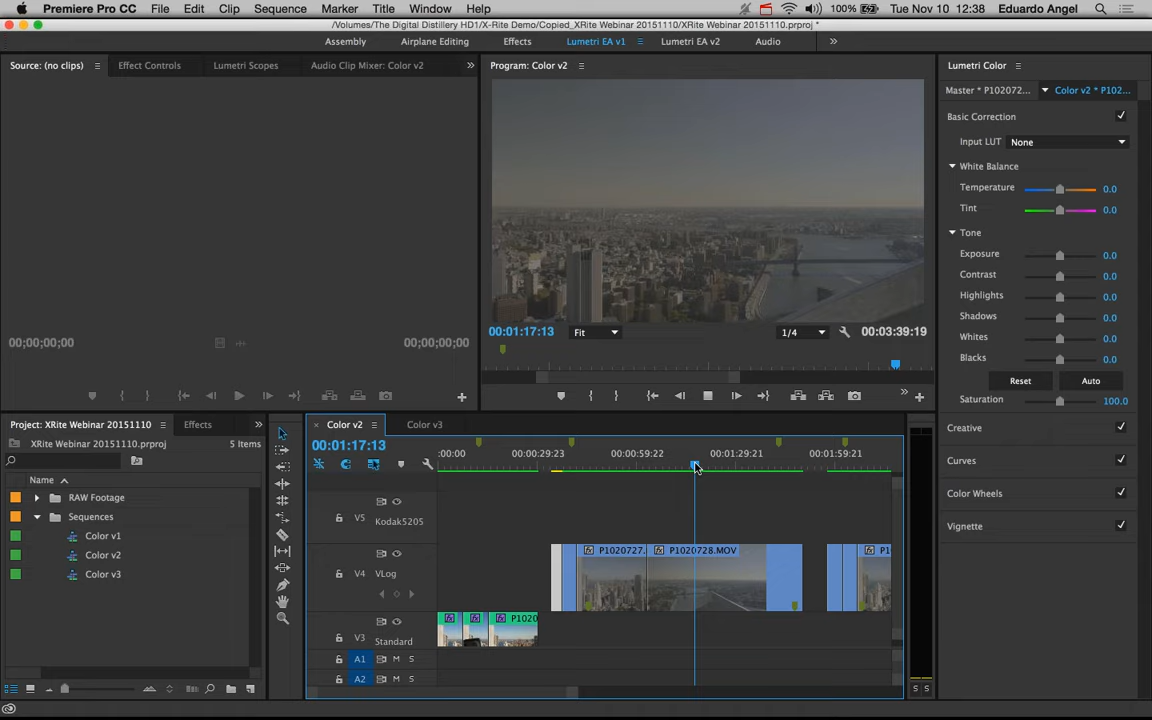 Premiere Pro CC File Edit Clip Sequence Marker Title Window Help 100% Tue Nov 10 12:38 Eduardo Angel
/Volumes/The Digital Distillery HD1/X-Rite Demo/Copied_XRite Webinar 20151110/XRite Webinar 20151110.prproj *
Assembly Airplane Editing Effects Lumetri EA v1 Lumetri EA v2 Audio
Source: (no clips) Effect Controls Lumetri Scopes Audio Clip Mixer: Color v2
00;00;00;00 00;00;00;00
Program: Color v2
00:01:17:13 Fit 1/4 00:03:39:19
Lumetri Color
Master * P102072... Color v2 * P102...
Basic Correction
Input LUT None
White Balance
Temperature 0.0
Tint 0.0
Tone
Exposure 0.0
Contrast 0.0
Highlights 0.0
Shadows 0.0
Whites 0.0
Blacks 0.0
Reset Auto
Saturation 100.0
Creative
Curves
Color Wheels
Vignette
Project: XRite Webinar 20151110 Effects
XRite Webinar 20151110.prproj 5 Items
Name
RAW Footage
Sequences
Color v1
Color v2
Color v3
Color v2 Color v3
00:01:17:13
:00:00 00:00:29:23 00:00:59:22 00:01:29:21 00:01:59:21
V5 Kodak5205
P1020727. P1020728.MOV P1
V4 VLog
P1020
V3 Standard
A1 M S
A2 M S
S S